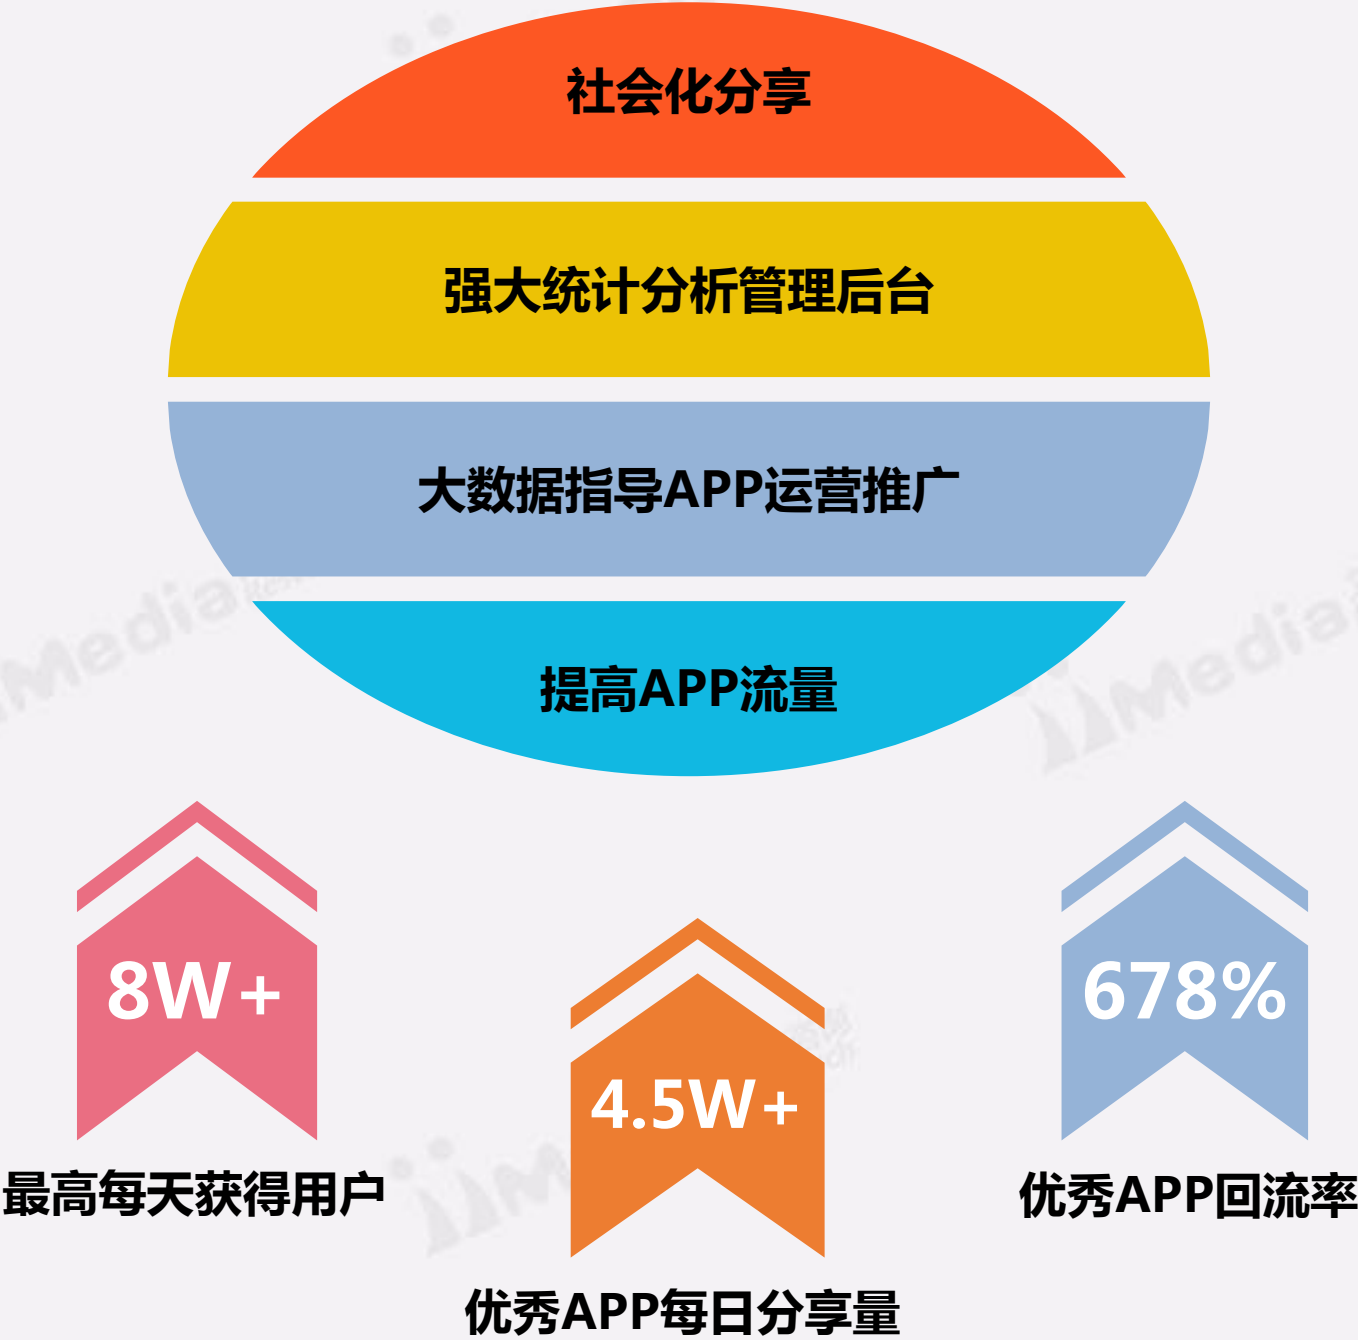 社会化分享
强大统计分析管理后台
大数据指导APP运营推广
提高APP流量
8W+
最高每天获得用户
4.5W+
优秀APP每日分享量
678%
优秀APP回流率
iiMedia
iiMedia